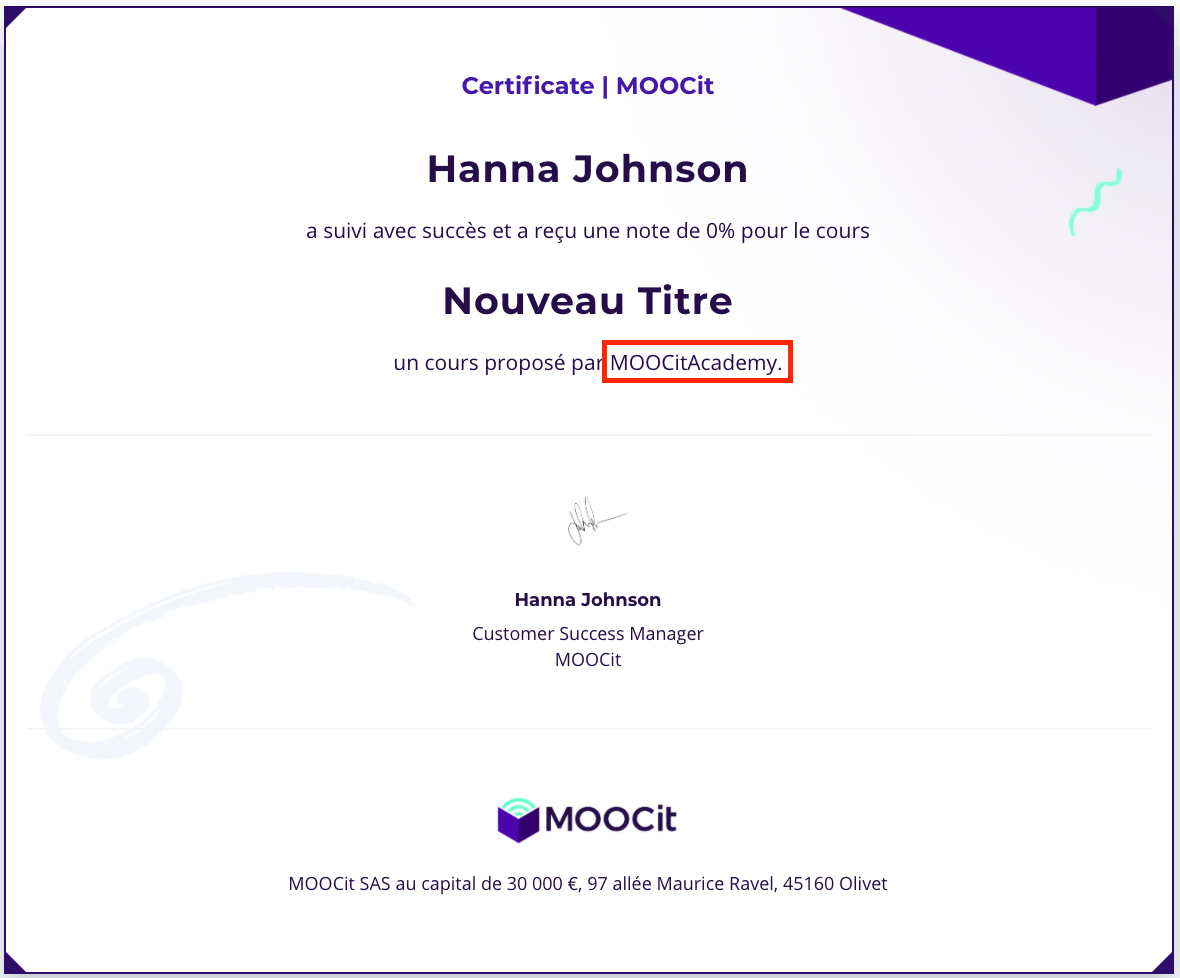 Certificate | MOOCit
Hanna Johnson
a suivi avec succès et a reçu une note de 0% pour le cours
Nouveau Titre
un cours proposé par MOOCitAcademy.
Hanna Johnson
Customer Success Manager
MOOCit
MOOCit
MOOCit SAS au capital de 30 000 €, 97 allée Maurice Ravel, 45160 Olivet